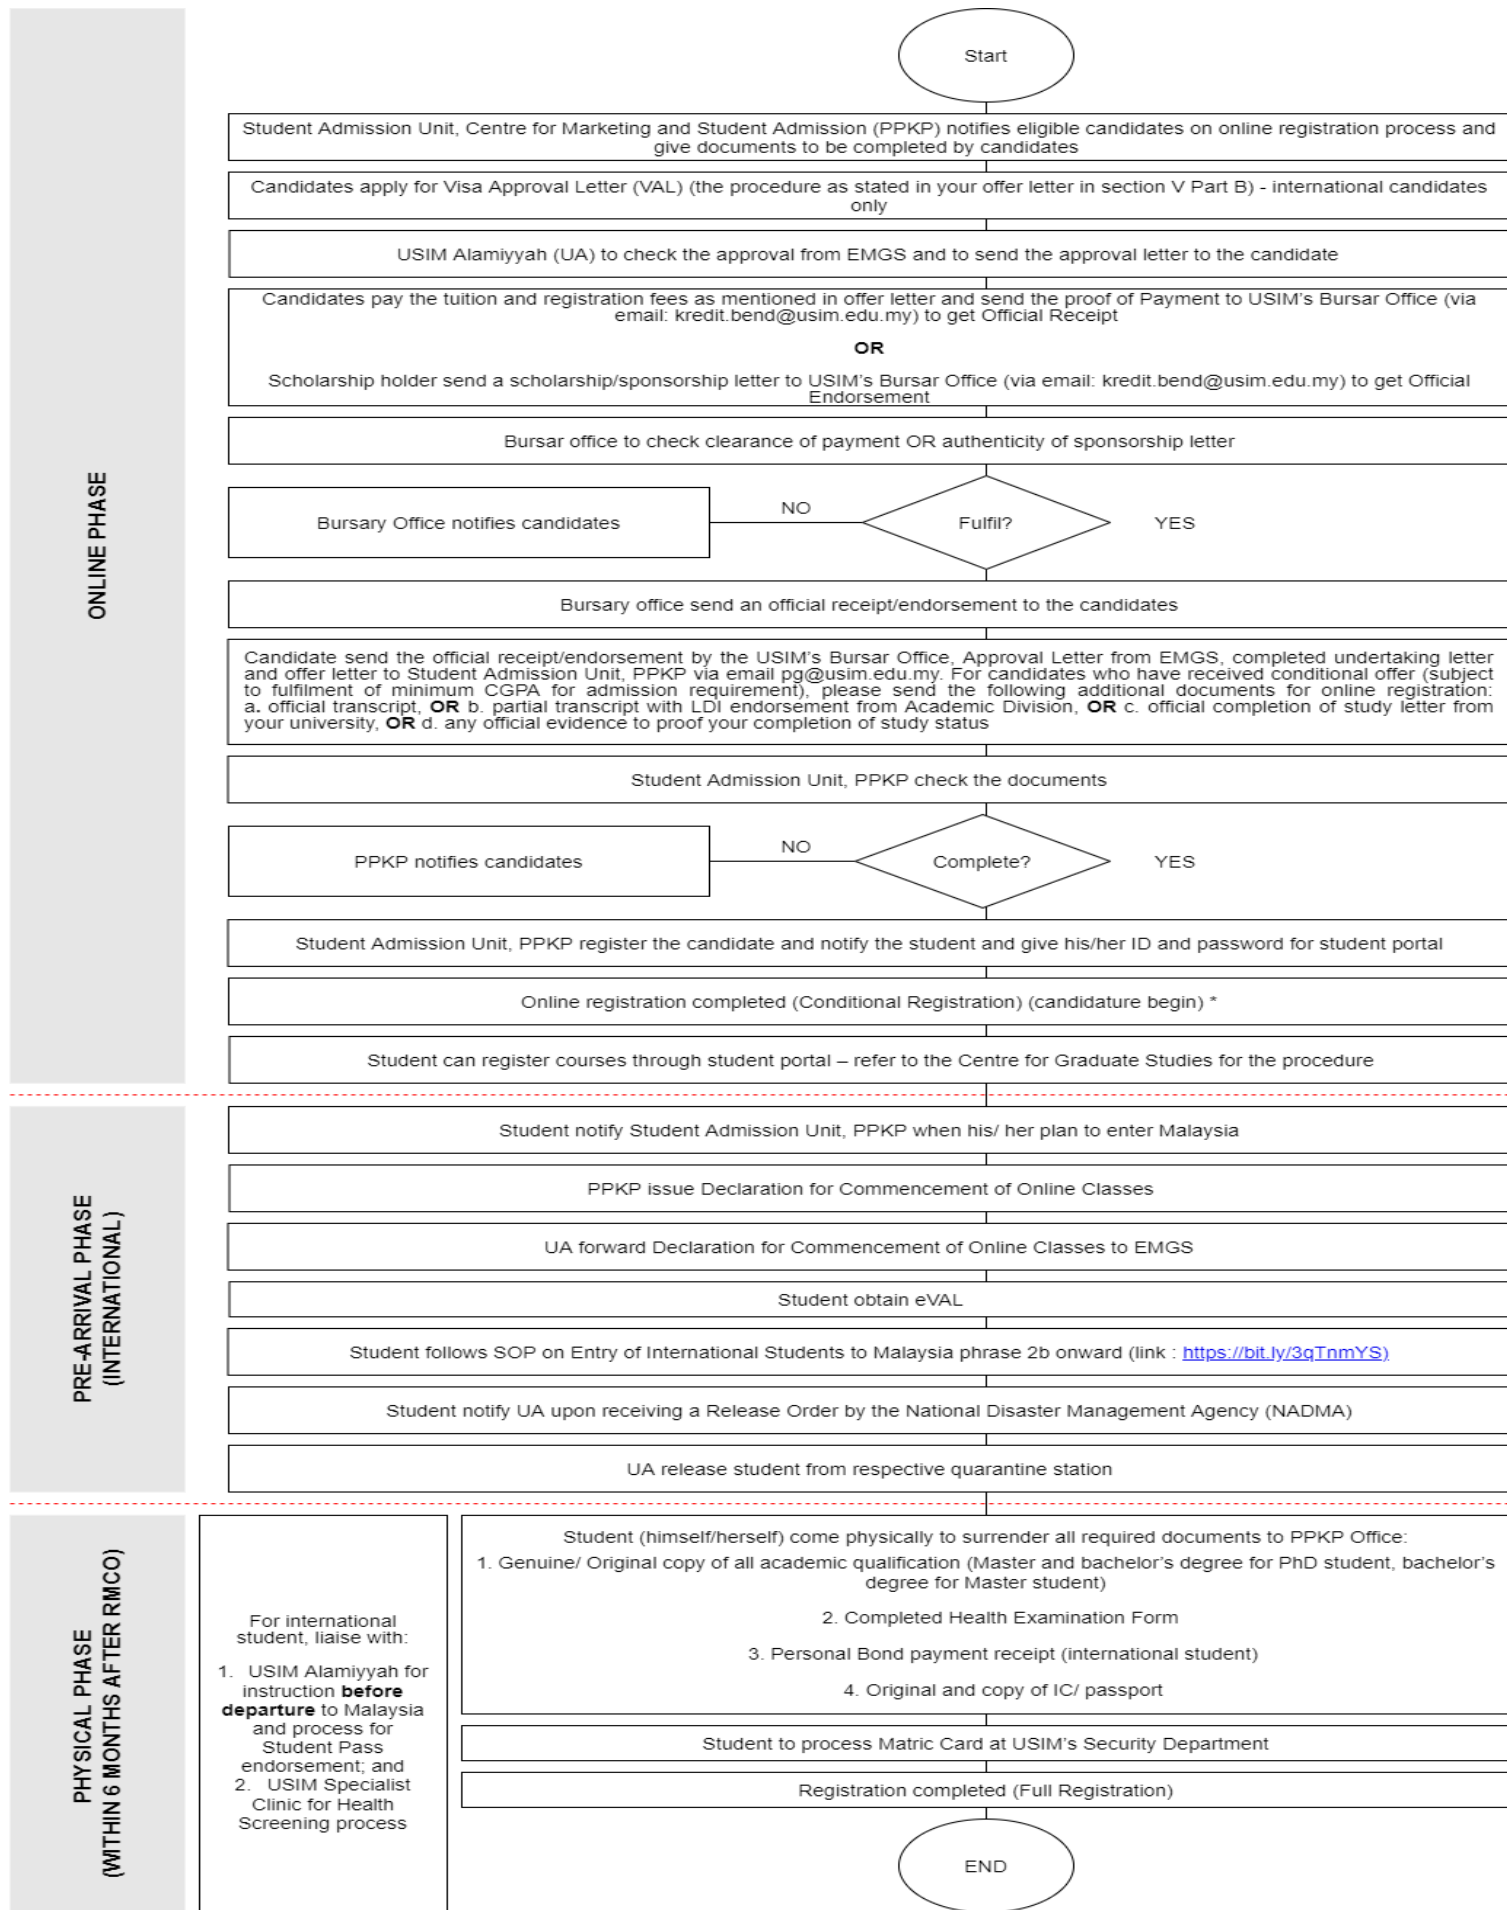 Start
Student Admission Unit, Centre for Marketing and Student Admission (PPKP) notifies eligible candidates on online registration process and
give documents to be completed by candidates
Candidates apply for Visa Approval Letter (VAL) (the procedure as stated in your offer letter in section V Part B) - international candidates
only
USIM Alamiyyah (UA) to check the approval from EMGS and to send the approval letter to the candidate
Candidates pay the tuition and registration fees as mentioned in offer letter and send the proof of Payment to USIM's Bursar Office (via
email: kredit.bend@usim.edu.my) to get Official Receipt
OR
Scholarship holder send a scholarship/sponsorship letter to USIM's Bursar Office (via email: kredit.bend@usim.edu.my) to get Official
Endorsement
Bursar office to check clearance of payment OR authenticity of sponsorship letter
Bursary Office notifies candidates
NO
Fulfil?
YES
ONLINE PHASE
Bursary office send an official receipt/endorsement to the candidates
Candidate send the official receipt/endorsement by the USIM's Bursar Office, Approval Letter from EMGS, completed undertaking letter
and offer letter to Student Admission Unit, PPKP via email pg@usim.edu.my. For candidates who have received conditional offer (subject
to fulfilment of minimum CGPA for admission requirement), please send the following additional documents for online registration:
a. official transcript, OR b. partial transcript with LDI endorsement from Academic Division, OR c. official completion of study letter from
your university, OR d. any official evidence to proof your completion of study status
Student Admission Unit, PPKP check the documents
PPKP notifies candidates
NO
Complete?
YES
Student Admission Unit, PPKP register the candidate and notify the student and give his/her ID and password for student portal
Online registration completed (Conditional Registration) (candidature begin) *
Student can register courses through student portal – refer to the Centre for Graduate Studies for the procedure
PRE-ARRIVAL PHASE
(INTERNATIONAL)
Student notify Student Admission Unit, PPKP when his/ her plan to enter Malaysia
PPKP issue Declaration for Commencement of Online Classes
UA forward Declaration for Commencement of Online Classes to EMGS
Student obtain eVAL
Student follows SOP on Entry of International Students to Malaysia phrase 2b onward (link : https://bit.ly/3qTnmYS)
Student notify UA upon receiving a Release Order by the National Disaster Management Agency (NADMA)
UA release student from respective quarantine station
PHYSICAL PHASE
(WITHIN 6 MONTHS AFTER RMCO)
For international
student, liaise with:
1. USIM Alamiyyah for
instruction before
departure to Malaysia
and process for
Student Pass
endorsement; and
2. USIM Specialist
Clinic for Health
Screening process
Student (himself/herself) come physically to surrender all required documents to PPKP Office:
1. Genuine/ Original copy of all academic qualification (Master and bachelor's degree for PhD student, bachelor's
degree for Master student)
2. Completed Health Examination Form
3. Personal Bond payment receipt (international student)
4. Original and copy of IC/ passport
Student to process Matric Card at USIM's Security Department
Registration completed (Full Registration)
END